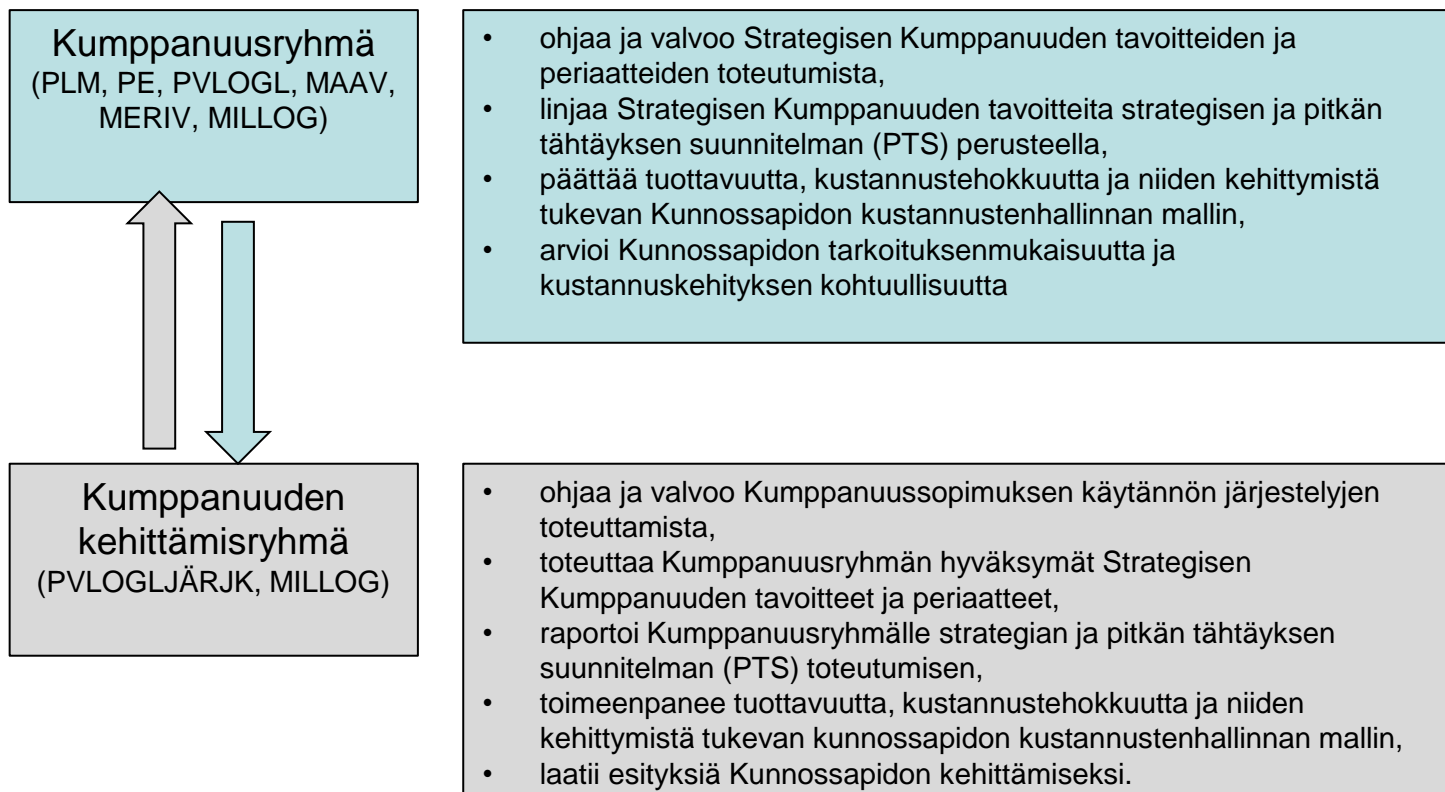 Kumppanuusryhmä
(PLM, PE, PVLOGL, MAAV,
MERIV, MILLOG)
• ohjaa ja valvoo Strategisen Kumppanuuden tavoitteiden ja
periaatteiden toteutumista,
• linjaa Strategisen Kumppanuuden tavoitteita strategisen ja pitkän
tähtäyksen suunnitelman (PTS) perusteella,
• päättää tuottavuutta, kustannustehokkuutta ja niiden kehittymistä
tukevan Kunnossapidon kustannustenhallinnan mallin,
• arvioi Kunnossapidon tarkoituksenmukaisuutta ja
kustannuskehityksen kohtuullisuutta
Kumppanuuden
kehittämisryhmä
(PVLOGLJÄRJK, MILLOG)
• ohjaa ja valvoo Kumppanuussopimuksen käytännön järjestelyjen
toteuttamista,
• toteuttaa Kumppanuusryhmän hyväksymät Strategisen
Kumppanuuden tavoitteet ja periaatteet,
• raportoi Kumppanuusryhmälle strategian ja pitkän tähtäyksen
suunnitelman (PTS) toteutumisen,
• toimeenpanee tuottavuutta, kustannustehokkuutta ja niiden
kehittymistä tukevan kunnossapidon kustannustenhallinnan mallin,
• laatii esityksiä Kunnossapidon kehittämiseksi.